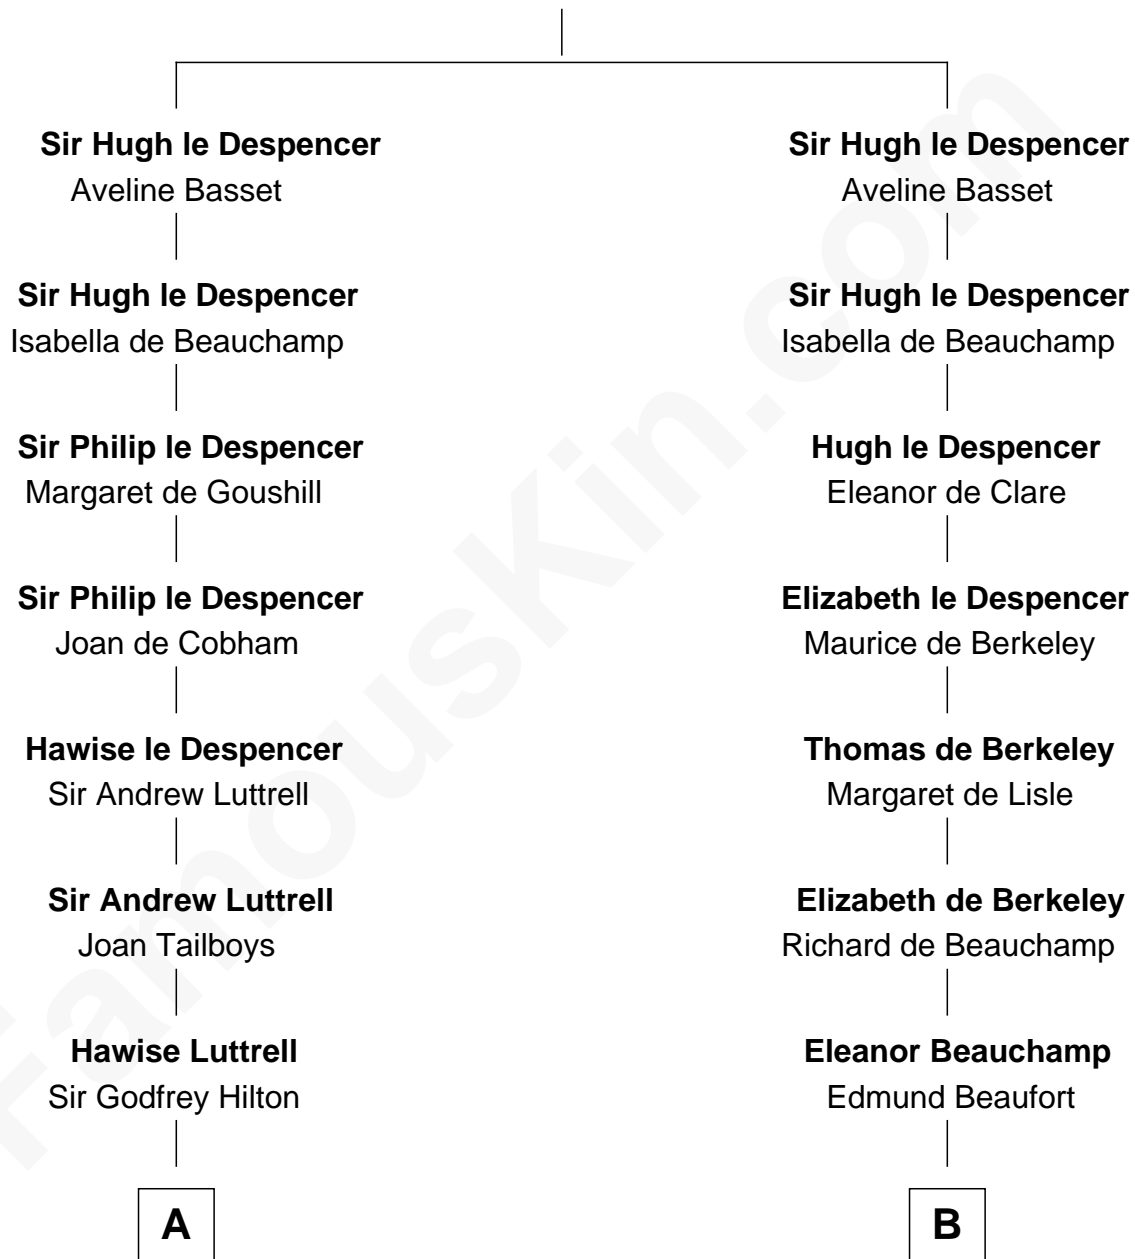 Sir Hugh le Despencer
Aveline Basset
Sir Hugh le Despencer
Isabella de Beauchamp
Sir Philip le Despencer
Margaret de Goushill
Sir Philip le Despencer
Joan de Cobham
Hawise le Despencer
Sir Andrew Luttrell
Sir Andrew Luttrell
Joan Tailboys
Hawise Luttrell
Sir Godfrey Hilton
A
Sir Hugh le Despencer
Aveline Basset
Sir Hugh le Despencer
Isabella de Beauchamp
Hugh le Despencer
Eleanor de Clare
Elizabeth le Despencer
Maurice de Berkeley
Thomas de Berkeley
Margaret de Lisle
Elizabeth de Berkeley
Richard de Beauchamp
Eleanor Beauchamp
Edmund Beaufort
B
FamousKin.com